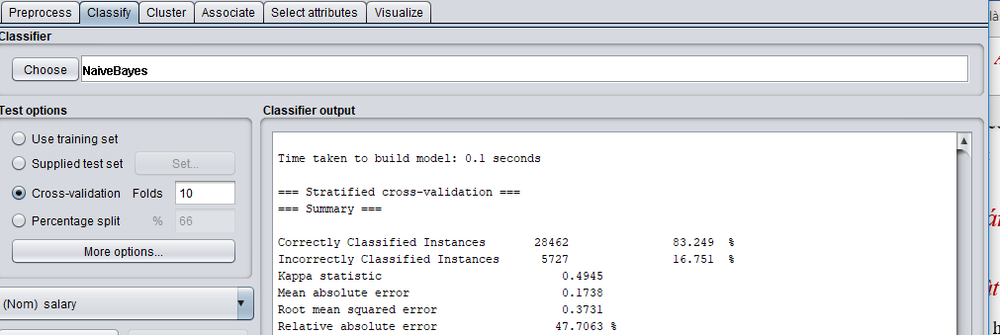 Preprocess Classify Cluster Associate Select attributes Visualize
Classifier
Choose NaiveBayes
Test options
Use training set
Supplied test set Set...
Cross-validation Folds 10
Percentage split % 66
More options...
(Nom) salary
Classifier output
Time taken to build model: 0.1 seconds
=== Stratified cross-validation ===
=== Summary ===
Correctly Classified Instances 28462 83.249 %
Incorrectly Classified Instances 5727 16.751 %
Kappa statistic 0.4945
Mean absolute error 0.1738
Root mean squared error 0.3731
Relative absolute error 47.7063 %
là